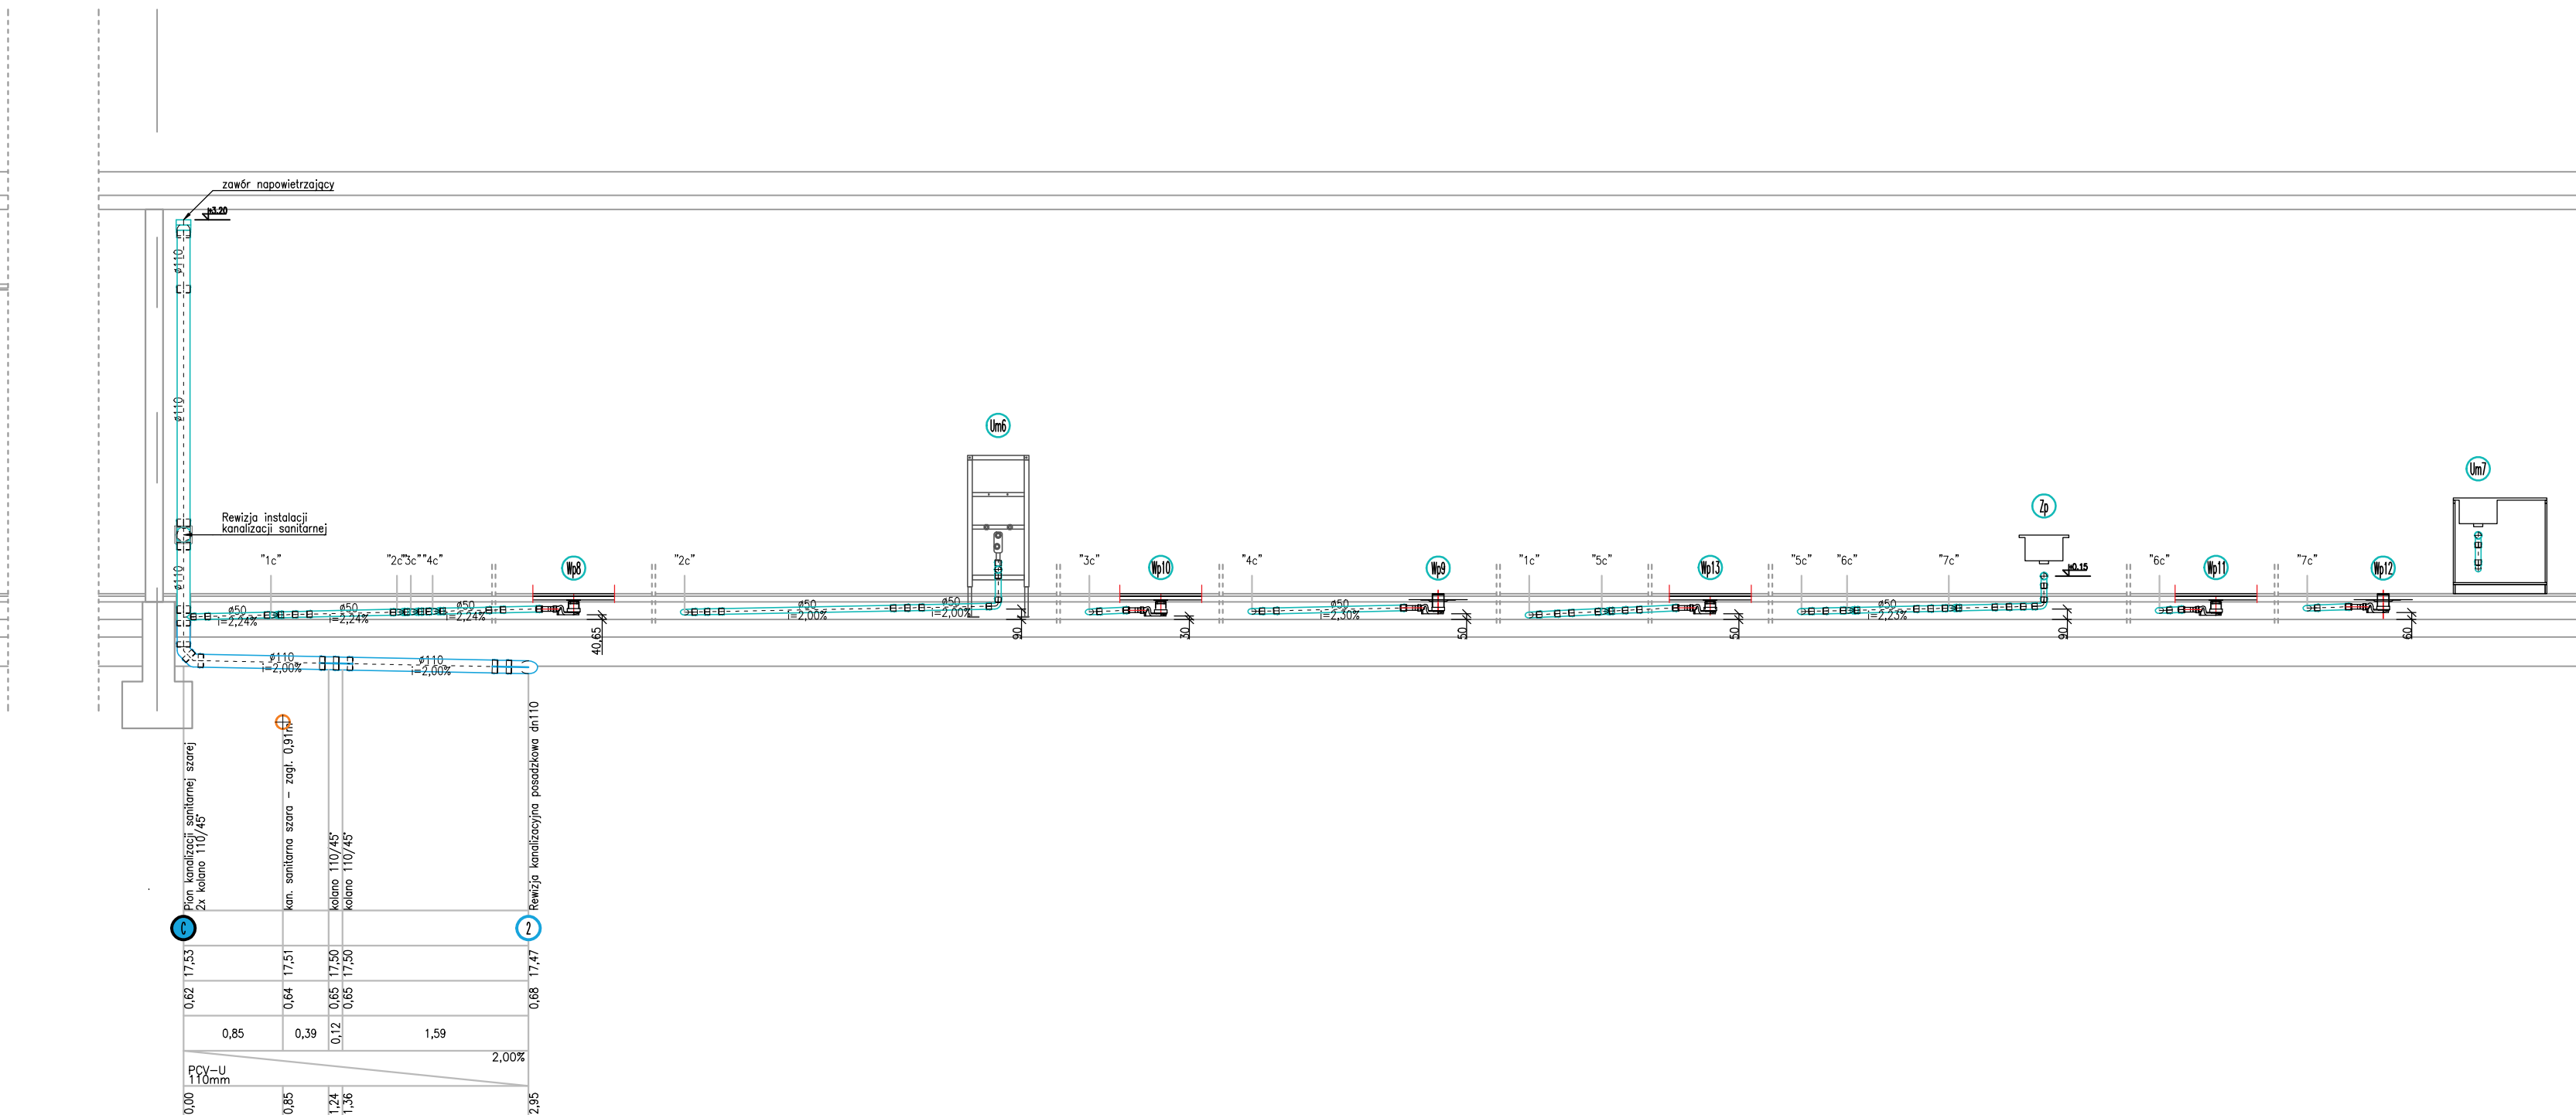 zawór napowietrzający
+3.20
ø110
ø110
Rewizja instalacji
kanalizacji sanitarnej
ø110
Um6
Um7
Zp
"1c"
"2c"
"3c"
"4c"
Wp8
"2c"
"3c"
Wp10
"4c"
Wp9
"1c"
"5c"
Wp13
"5c"
"6c"
"7c"
+0.15
"6c"
Wp11
"7c"
Wp12
ø50
i=2,24%
ø50
i=2,24%
ø50
i=2,24%
40,65
ø50
i=2,00%
ø50
i=2,00%
90
30
ø50
i=2,30%
50
50
ø50
i=2,23%
90
60
ø110
i=2,00%
ø110
i=2,00%
Pion kanalizacji sanitarnej szarej
2x kolano 110/45°
kan. sanitarna szara - zagł. 0,91m
kolano 110/45°
kolano 110/45°
Rewizja kanalizacyjna posadzkowa dn110
C
2
17,53
17,51
17,50
17,50
17,47
0,62
0,64
0,65
0,65
0,68
0,85
0,39
0,12
1,59
2,00%
PCV-U
110mm
0,00
0,85
1,24
1,36
2,95